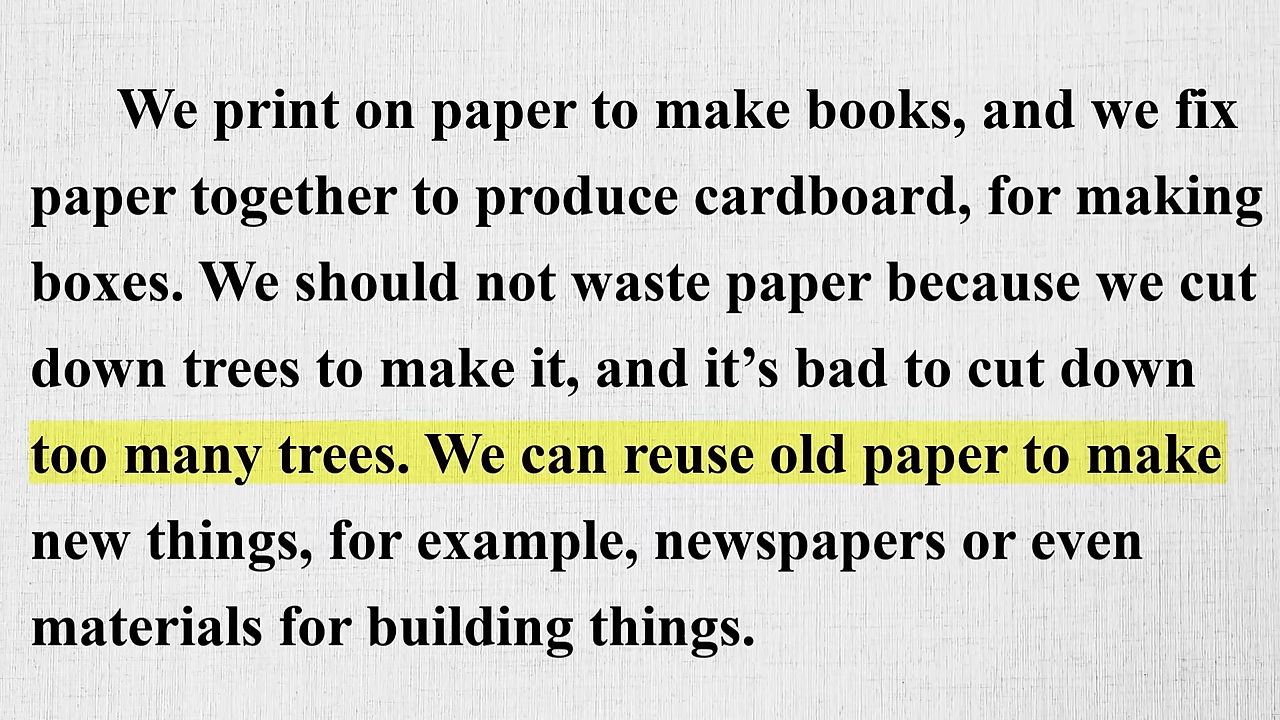 We print on paper to make books, and we fix
paper together to produce cardboard, for making
boxes. We should not waste paper because we cut
down trees to make it, and it’s bad to cut down
too many trees. We can reuse old paper to make
new things, for example, newspapers or even
materials for building things.